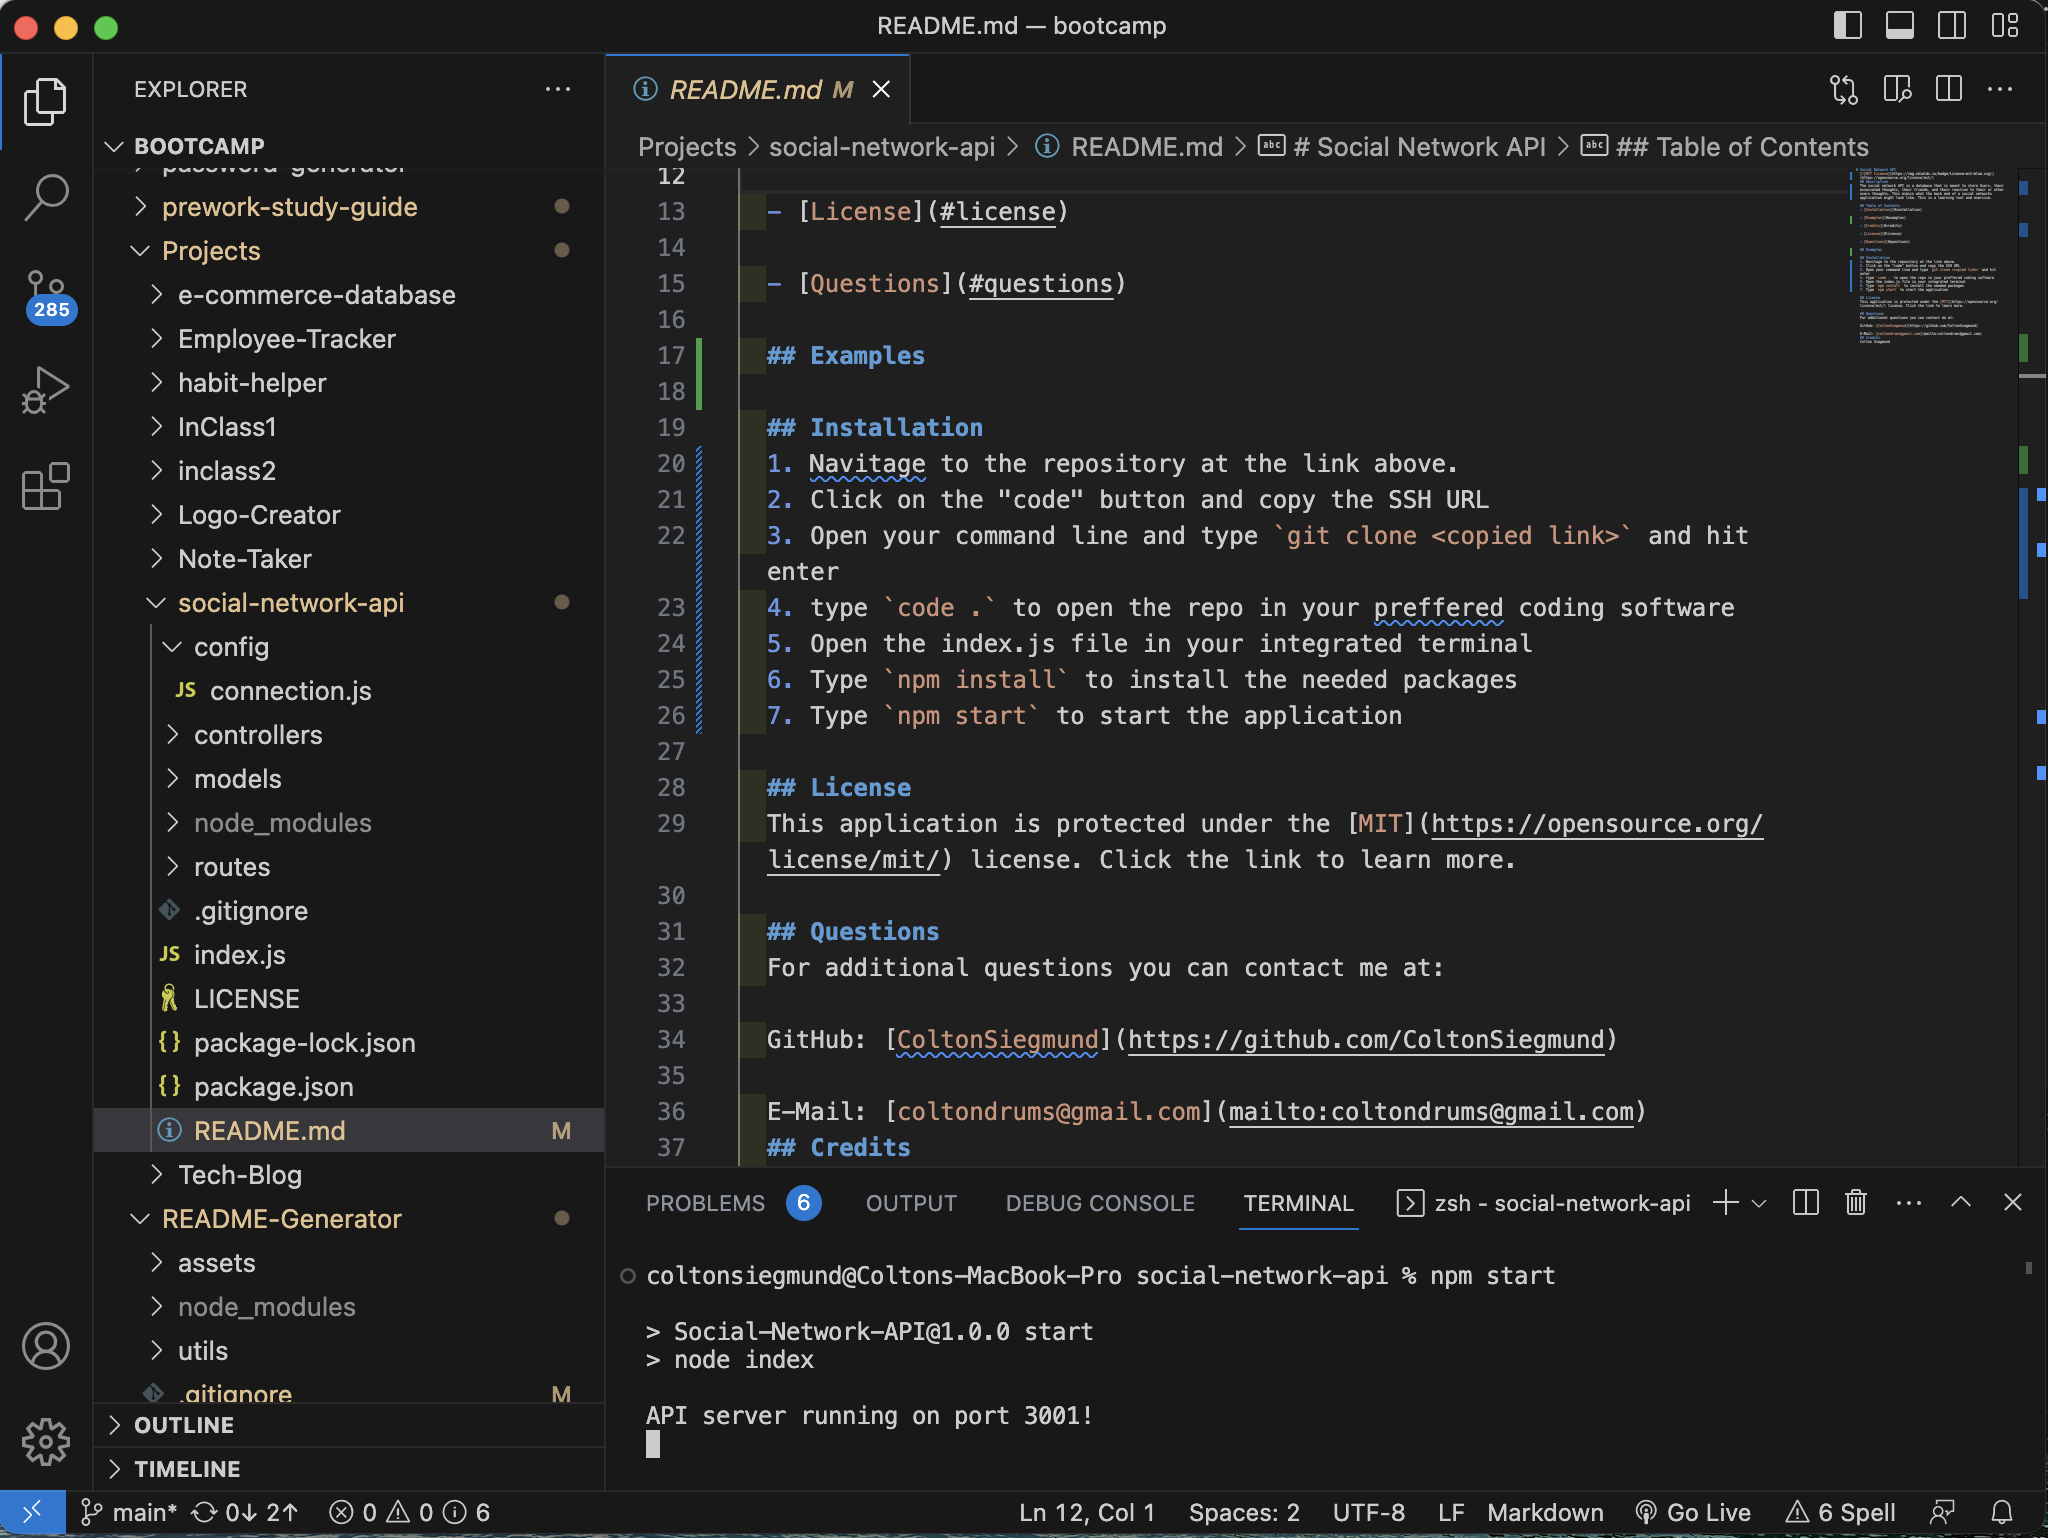 README.md — bootcamp
EXPLORER
BOOTCAMP
password-generator
prework-study-guide
Projects
e-commerce-database
Employee-Tracker
habit-helper
InClass1
inclass2
Logo-Creator
Note-Taker
social-network-api
config
JS connection.js
controllers
models
node_modules
routes
.gitignore
JS index.js
LICENSE
{} package-lock.json
{} package.json
README.md M
Tech-Blog
README-Generator
assets
node_modules
utils
.gitignore M
OUTLINE
TIMELINE
285
README.md M
Projects > social-network-api > README.md > # Social Network API > ## Table of Contents
12
13 - [License](#license)
14
15 - [Questions](#questions)
16
17 ## Examples
18
19 ## Installation
20 1. Navitage to the repository at the link above.
21 2. Click on the "code" button and copy the SSH URL
22 3. Open your command line and type `git clone <copied link>` and hit
enter
23 4. type `code .` to open the repo in your preffered coding software
24 5. Open the index.js file in your integrated terminal
25 6. Type `npm install` to install the needed packages
26 7. Type `npm start` to start the application
27
28 ## License
29 This application is protected under the [MIT](https://opensource.org/
license/mit/) license. Click the link to learn more.
30
31 ## Questions
32 For additional questions you can contact me at:
33
34 GitHub: [ColtonSiegmund](https://github.com/ColtonSiegmund)
35
36 E-Mail: [coltondrums@gmail.com](mailto:coltondrums@gmail.com)
37 ## Credits
PROBLEMS 6 OUTPUT DEBUG CONSOLE TERMINAL zsh - social-network-api
coltonsiegmund@Coltons-MacBook-Pro social-network-api % npm start
> Social-Network-API@1.0.0 start
> node index
API server running on port 3001!
main* 0↓ 2↑ 0 0 6 Ln 12, Col 1 Spaces: 2 UTF-8 LF Markdown Go Live 6 Spell